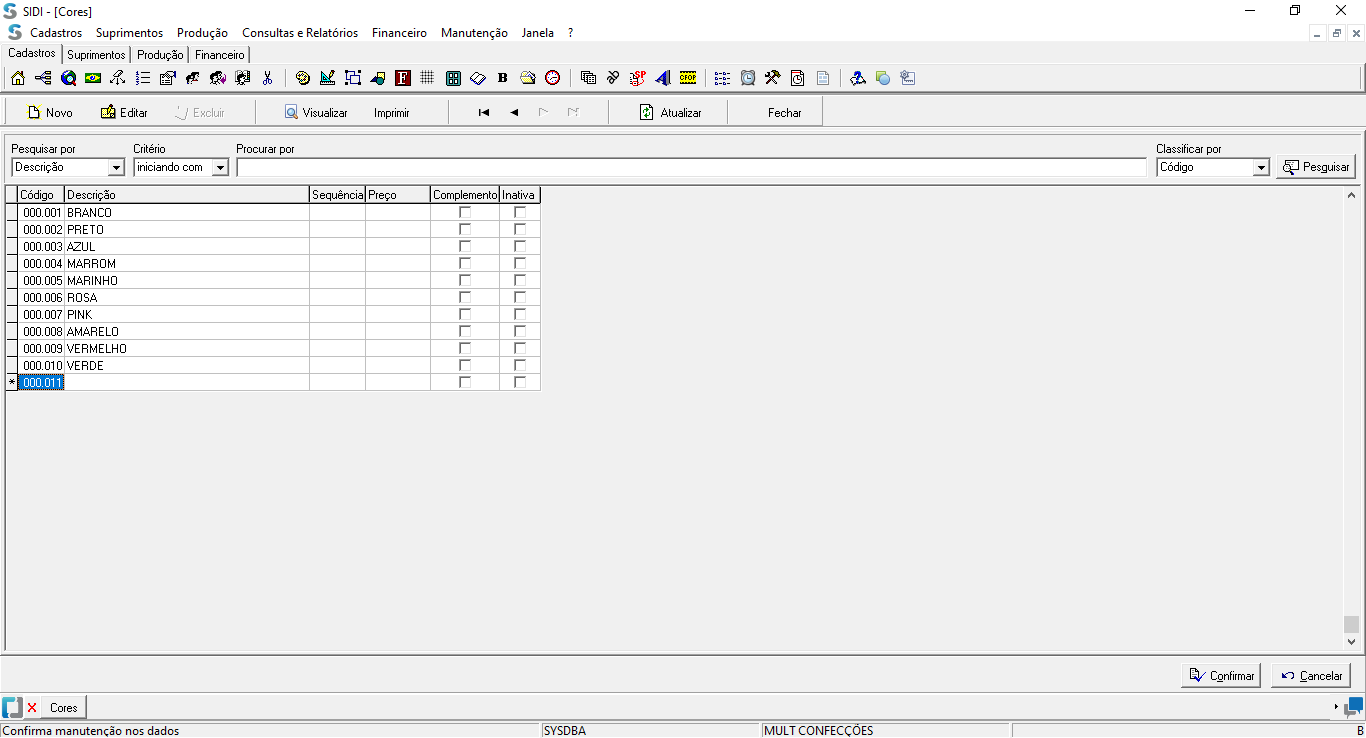 SIDI - [Cores]
Cadastros Suprimentos Produção Consultas e Relatórios Financeiro Manutenção Janela ?
Cadastros Suprimentos Produção Financeiro
F B SP CFOP
Novo Editar Excluir Visualizar Imprimir Atualizar Fechar
Pesquisar por Critério Procurar por Classificar por
Descrição iniciando com Código Pesquisar
Código Descrição Sequência Preço Complemento Inativa
000.001 BRANCO
000.002 PRETO
000.003 AZUL
000.004 MARROM
000.005 MARINHO
000.006 ROSA
000.007 PINK
000.008 AMARELO
000.009 VERMELHO
000.010 VERDE
* 000.011
Confirmar Cancelar
Cores
Confirma manutenção nos dados SYSDBA MULT CONFECÇÕES B